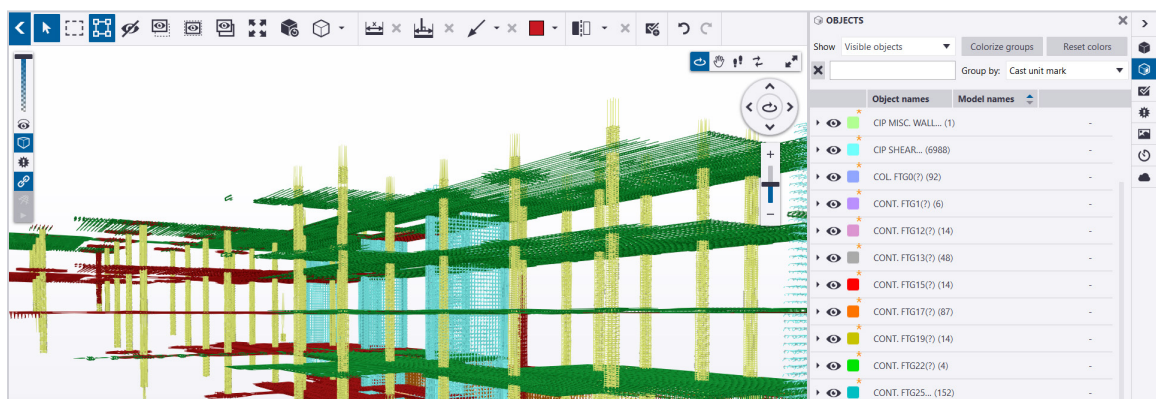 OBJECTS
Show Visible objects Colorize groups Reset colors
Group by: Cast unit mark
Object names Model names
CIP MISC. WALL... (1) -
CIP SHEAR... (6988) -
COL. FTG0(?) (92) -
CONT. FTG1(?) (6) -
CONT. FTG12(?) (14) -
CONT. FTG13(?) (48) -
CONT. FTG15(?) (14) -
CONT. FTG17(?) (87) -
CONT. FTG19(?) (14) -
CONT. FTG22(?) (4) -
CONT. FTG25... (152) -